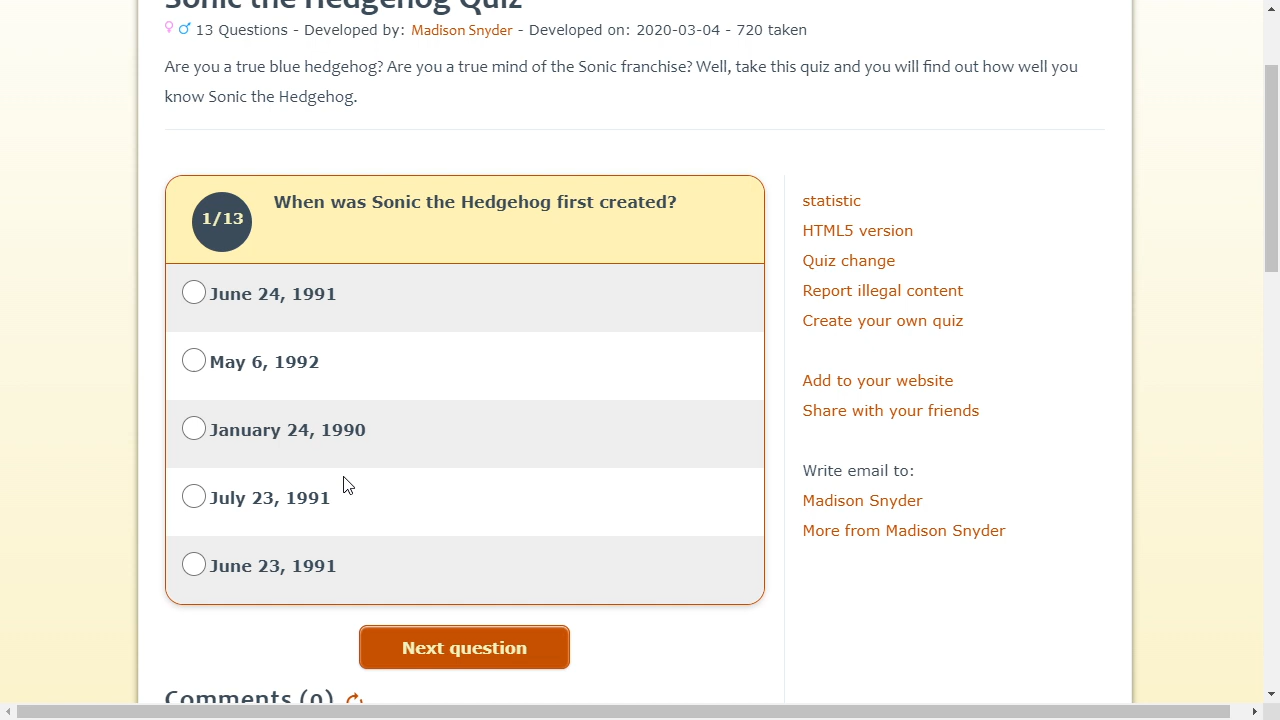 Sonic the Hedgehog Quiz
13 Questions - Developed by: Madison Snyder - Developed on: 2020-03-04 - 720 taken
Are you a true blue hedgehog? Are you a true mind of the Sonic franchise? Well, take this quiz and you will find out how well you
know Sonic the Hedgehog.
1/13
When was Sonic the Hedgehog first created?
June 24, 1991
May 6, 1992
January 24, 1990
July 23, 1991
June 23, 1991
Next question
Comments (0)
statistic
HTML5 version
Quiz change
Report illegal content
Create your own quiz
Add to your website
Share with your friends
Write email to:
Madison Snyder
More from Madison Snyder